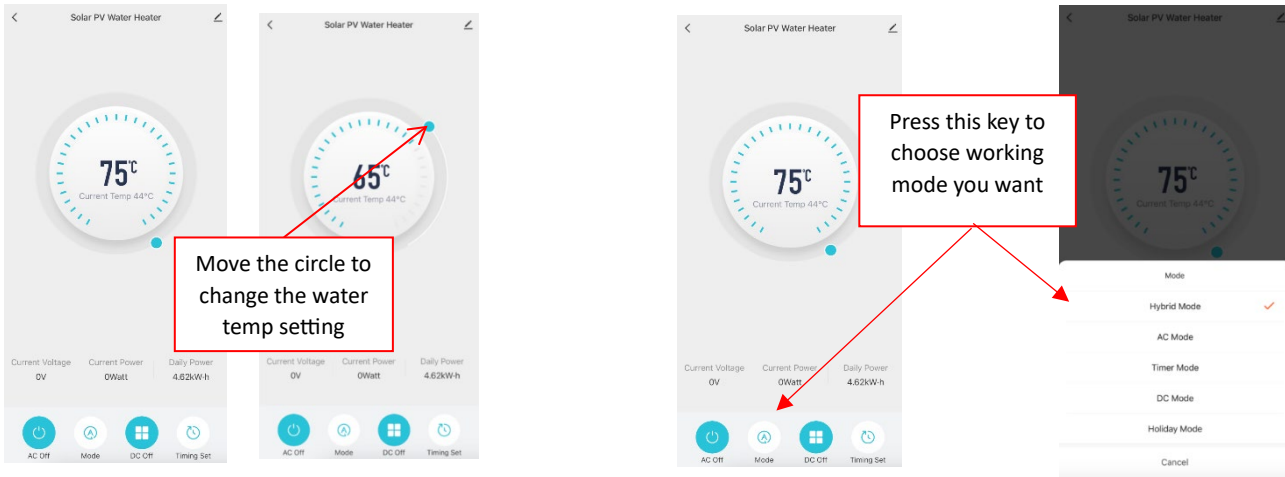 Solar PV Water Heater
75°C
Current Temp 44°C
Current Voltage Current Power Daily Power
0V 0Watt 4.62kW·h
AC Off Mode DC Off Timing Set
Solar PV Water Heater
65°C
Current Temp 44°C
Current Voltage Current Power Daily Power
0V 0Watt 4.62kW·h
AC Off Mode DC Off Timing Set
Move the circle to
change the water
temp setting
Solar PV Water Heater
75°C
Current Temp 44°C
Current Voltage Current Power Daily Power
0V 0Watt 4.62kW·h
AC Off Mode DC Off Timing Set
Press this key to
choose working
mode you want
Solar PV Water Heater
75°C
Current Temp 44°C
Mode
Hybrid Mode
AC Mode
Timer Mode
DC Mode
Holiday Mode
Cancel